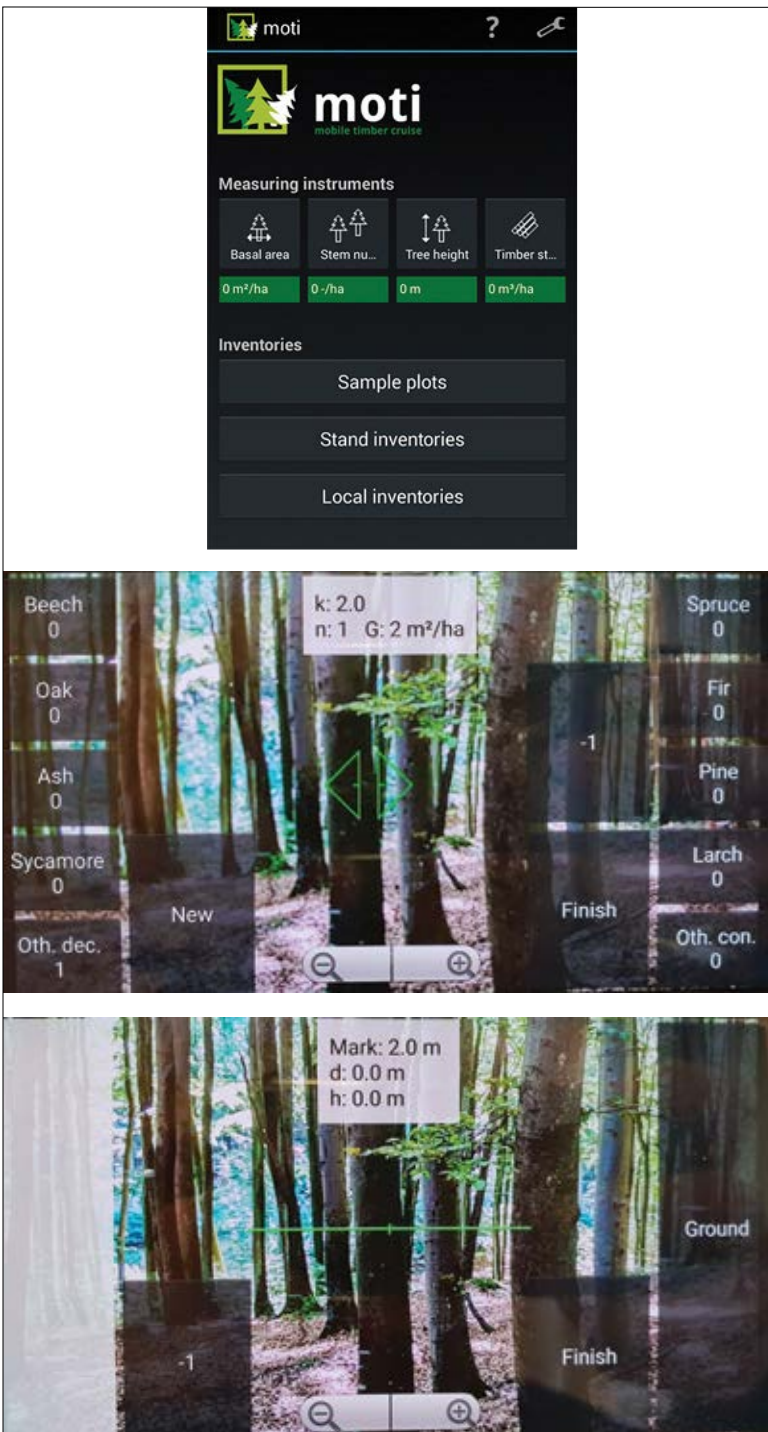 moti ?
moti
mobile timber cruise
Measuring instruments
Basal area Stem nu... Tree height Timber st...
0 m²/ha 0 -/ha 0 m 0 m³/ha
Inventories
Sample plots
Stand inventories
Local inventories
Beech
0
Oak
0
Ash
0
Sycamore
0
Oth. dec.
1
New
k: 2.0
n: 1 G: 2 m²/ha
-1
Finish
Spruce
0
Fir
0
Pine
0
Larch
0
Oth. con.
0
Mark: 2.0 m
d: 0.0 m
h: 0.0 m
Ground
-1
Finish